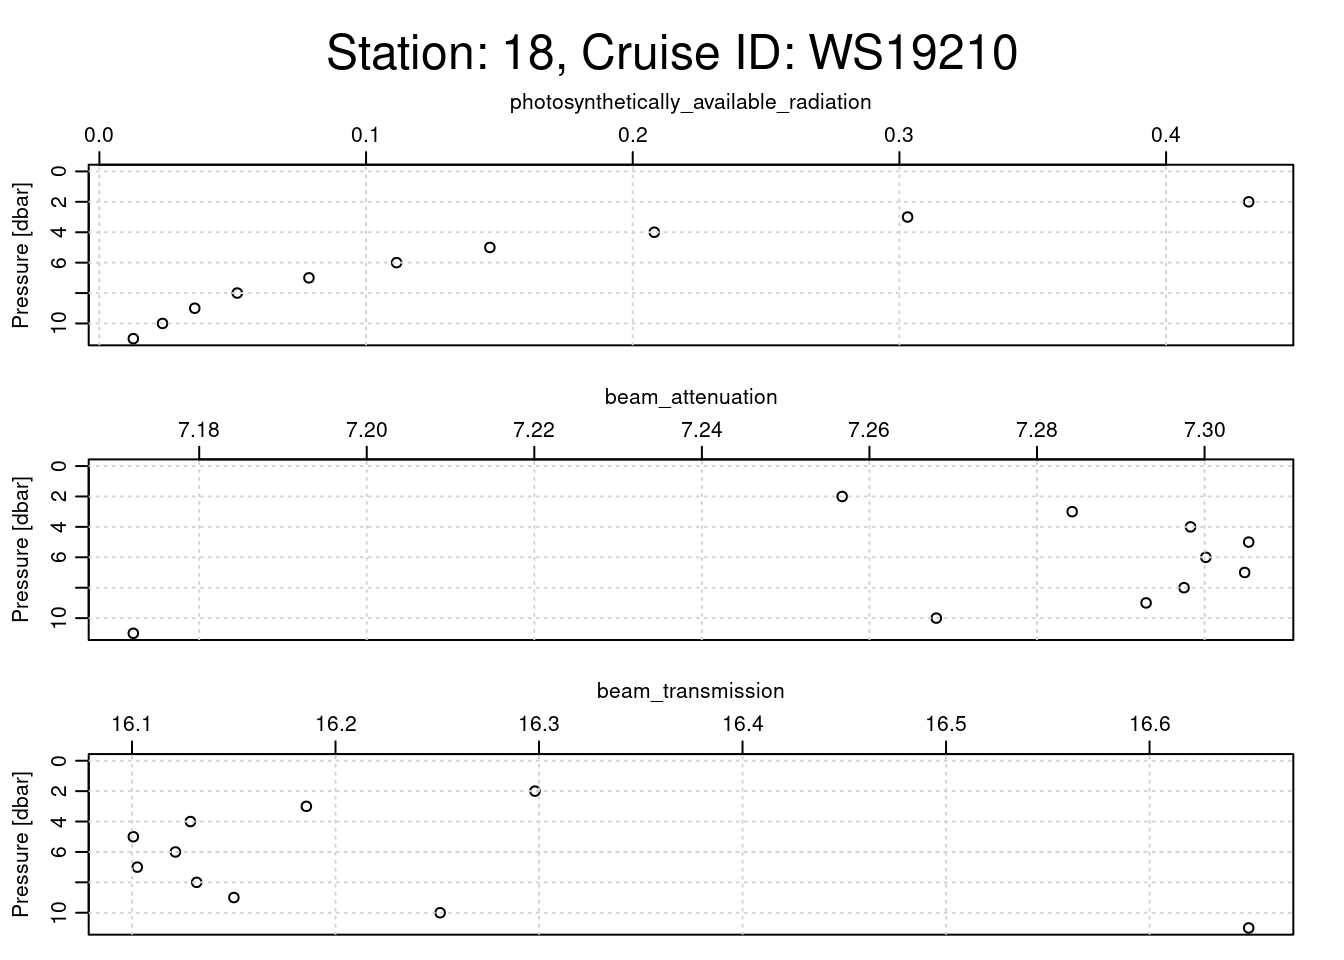 Station: 18, Cruise ID: WS19210
photosynthetically_available_radiation
0.0 0.1 0.2 0.3 0.4
Pressure [dbar]
0
2
4
6
10
beam_attenuation
7.18 7.20 7.22 7.24 7.26 7.28 7.30
Pressure [dbar]
0
2
4
6
10
beam_transmission
16.1 16.2 16.3 16.4 16.5 16.6
Pressure [dbar]
0
2
4
6
10